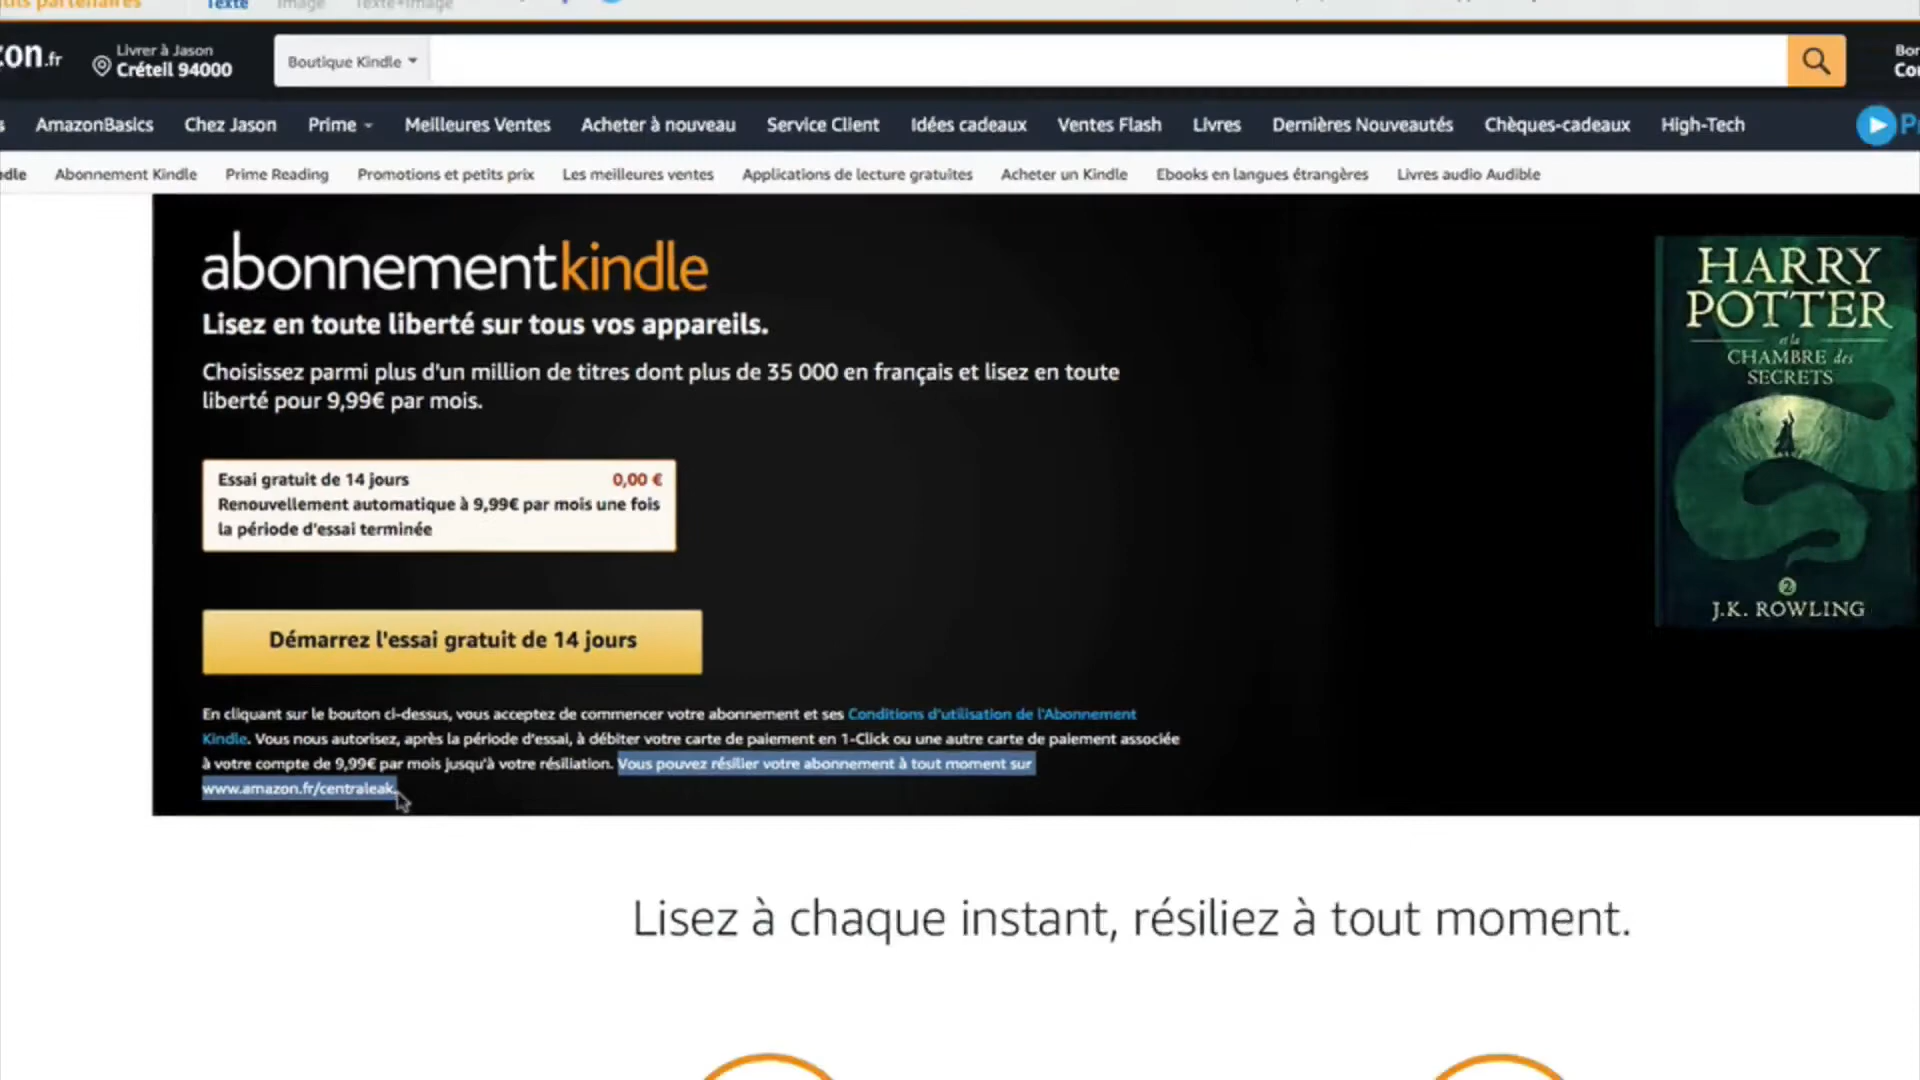 Texte Image Texte+Image
.fr
Livrer à Jason
Créteil 94000
Boutique Kindle
AmazonBasics Chez Jason Prime Meilleures Ventes Acheter à nouveau Service Client Idées cadeaux Ventes Flash Livres Dernières Nouveautés Chèques-cadeaux High-Tech
Abonnement Kindle Prime Reading Promotions et petits prix Les meilleures ventes Applications de lecture gratuites Acheter un Kindle Ebooks en langues étrangères Livres audio Audible
abonnementkindle
Lisez en toute liberté sur tous vos appareils.
Choisissez parmi plus d'un million de titres dont plus de 35 000 en français et lisez en toute
liberté pour 9,99€ par mois.
Essai gratuit de 14 jours 0,00 €
Renouvellement automatique à 9,99€ par mois une fois
la période d'essai terminée
Démarrez l'essai gratuit de 14 jours
En cliquant sur le bouton ci-dessus, vous acceptez de commencer votre abonnement et ses Conditions d'utilisation de l'Abonnement
Kindle. Vous nous autorisez, après la période d'essai, à débiter votre carte de paiement en 1-Click ou une autre carte de paiement associée
à votre compte de 9,99€ par mois jusqu'à votre résiliation. Vous pouvez résilier votre abonnement à tout moment sur
www.amazon.fr/centraleak.
HARRY
POTTER
et la
CHAMBRE des
SECRETS
2
J.K. ROWLING
Lisez à chaque instant, résiliez à tout moment.